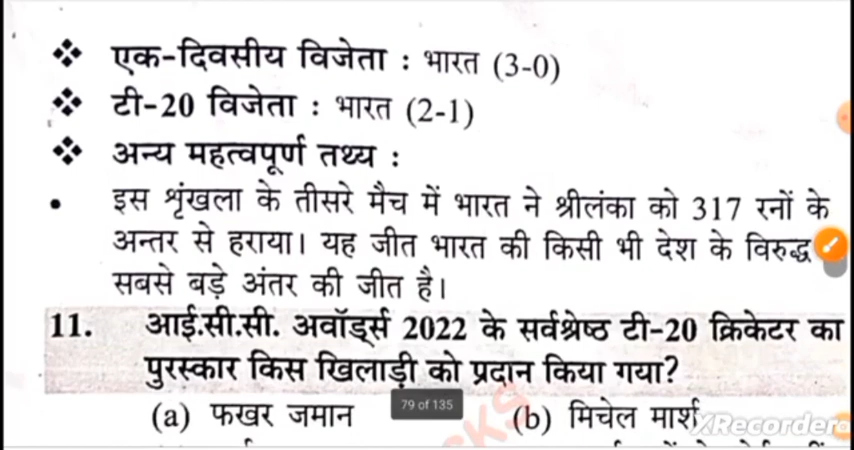 ❖ एक-दिवसीय विजेता : भारत (3-0)
❖ टी-20 विजेता : भारत (2-1)
❖ अन्य महत्वपूर्ण तथ्य :
• इस श्रृंखला के तीसरे मैच में भारत ने श्रीलंका को 317 रनों के
अन्तर से हराया। यह जीत भारत की किसी भी देश के विरुद्ध
सबसे बड़े अंतर की जीत है।
11. आई.सी.सी. अवॉर्ड्स 2022 के सर्वश्रेष्ठ टी-20 क्रिकेटर का
पुरस्कार किस खिलाड़ी को प्रदान किया गया?
(a) फखर जमान (b) मिचेल मार्श
79 of 135
XRecorder